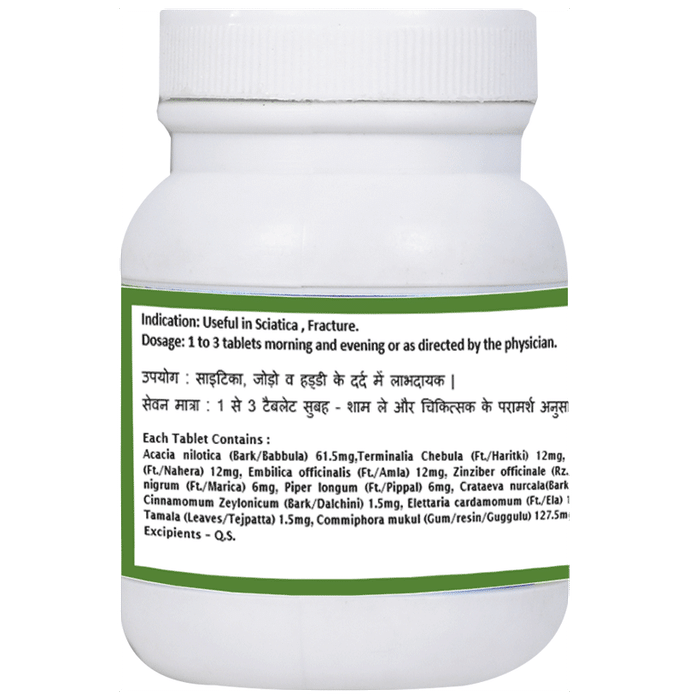 Indication: Useful in Sciatica , Fracture.
Dosage: 1 to 3 tablets morning and evening or as directed by the physician.
उपयोग : साइटिका, जोड़ो व हड्डी के दर्द में लाभदायक |
सेवन मात्रा : 1 से 3 टैबलेट सुबह - शाम ले और चिकित्सक के परामर्श अनुसा
Each Tablet Contains :
Acacia nilotica (Bark/Babbula) 61.5mg,Terminalia Chebula (Ft./Haritki) 12mg,
(Ft./Nahera) 12mg, Embilica officinalis (Ft./Amla) 12mg, Zinziber officinale (Rz.
nigrum (Ft./Marica) 6mg, Piper longum (Ft./Pippal) 6mg, Crataeva nurcala(Bark
Cinnamomum Zeylonicum (Bark/Dalchini) 1.5mg, Elettaria cardamomum (Ft./Ela) 1
Tamala (Leaves/Tejpatta) 1.5mg, Commiphora mukul (Gum/resin/Guggulu) 127.5mg
Excipients - Q.S.